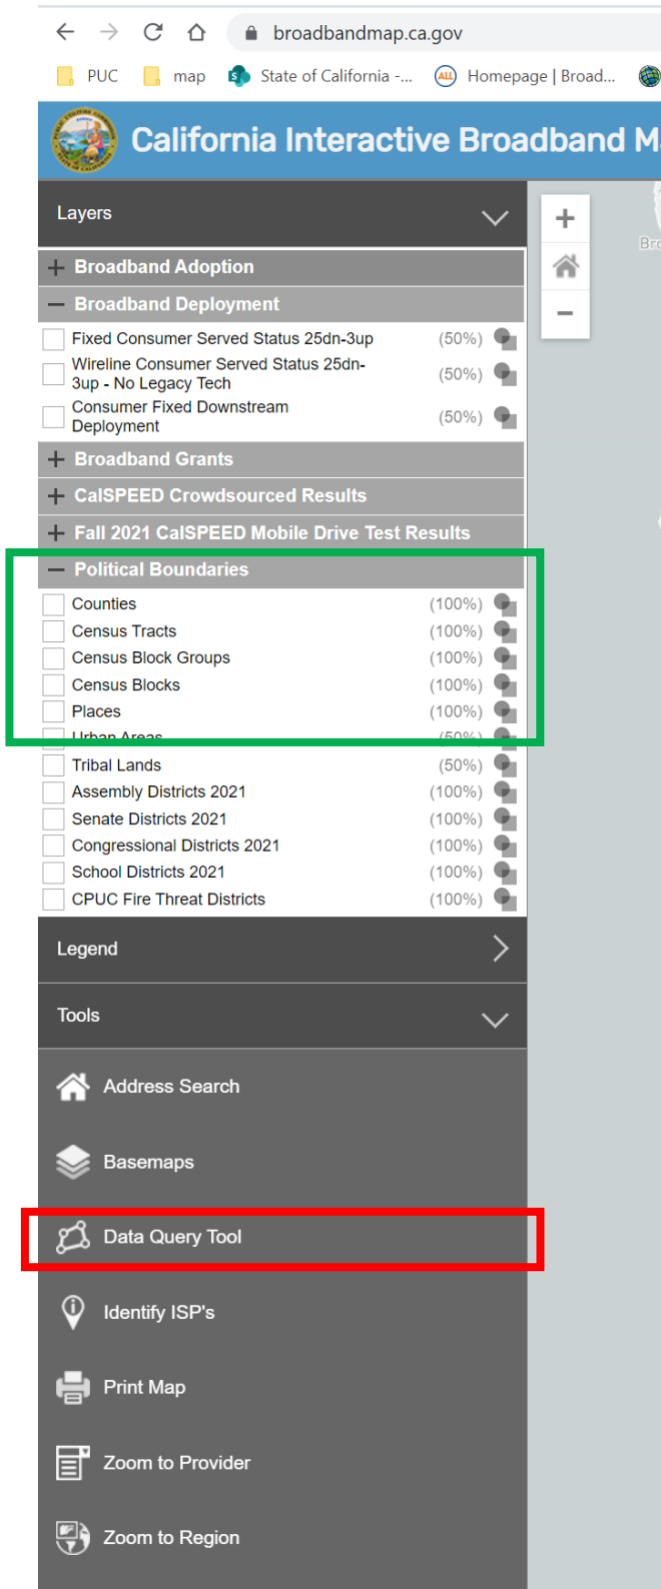 broadbandmap.ca.gov
PUC map State of California -... Homepage | Broad...
California Interactive Broadband M
Layers
Broadband Adoption
Broadband Deployment
Fixed Consumer Served Status 25dn-3up (50%)
Wireline Consumer Served Status 25dn-
3up - No Legacy Tech (50%)
Consumer Fixed Downstream
Deployment (50%)
Broadband Grants
CalSPEED Crowdsourced Results
Fall 2021 CalSPEED Mobile Drive Test Results
Political Boundaries
Counties (100%)
Census Tracts (100%)
Census Block Groups (100%)
Census Blocks (100%)
Places (100%)
Urban Areas (50%)
Tribal Lands (50%)
Assembly Districts 2021 (100%)
Senate Districts 2021 (100%)
Congressional Districts 2021 (100%)
School Districts 2021 (100%)
CPUC Fire Threat Districts (100%)
Legend
Tools
Address Search
Basemaps
Data Query Tool
Identify ISP's
Print Map
Zoom to Provider
Zoom to Region